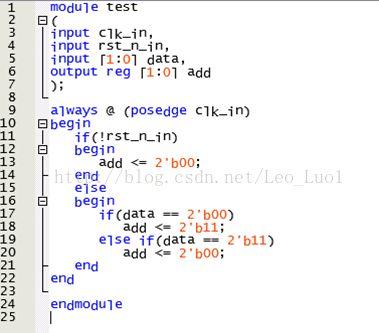 1 module test
2 (
3 input clk_in,
4 input rst_n_in,
5 input [1:0] data,
6 output reg [1:0] add
7 );
8
9 always @ (posedge clk_in)
10 begin
11 if(!rst_n_in)
12 begin
13 add <= 2'b00;
14 end
15 else
16 begin
17 if(data == 2'b00)
18 add <= 2'b11;
19 else if(data == 2'b11)
20 add <= 2'b00;
21 end
22 end
23
24 endmodule
25
http://blog.csdn.net/Leo_Luo1